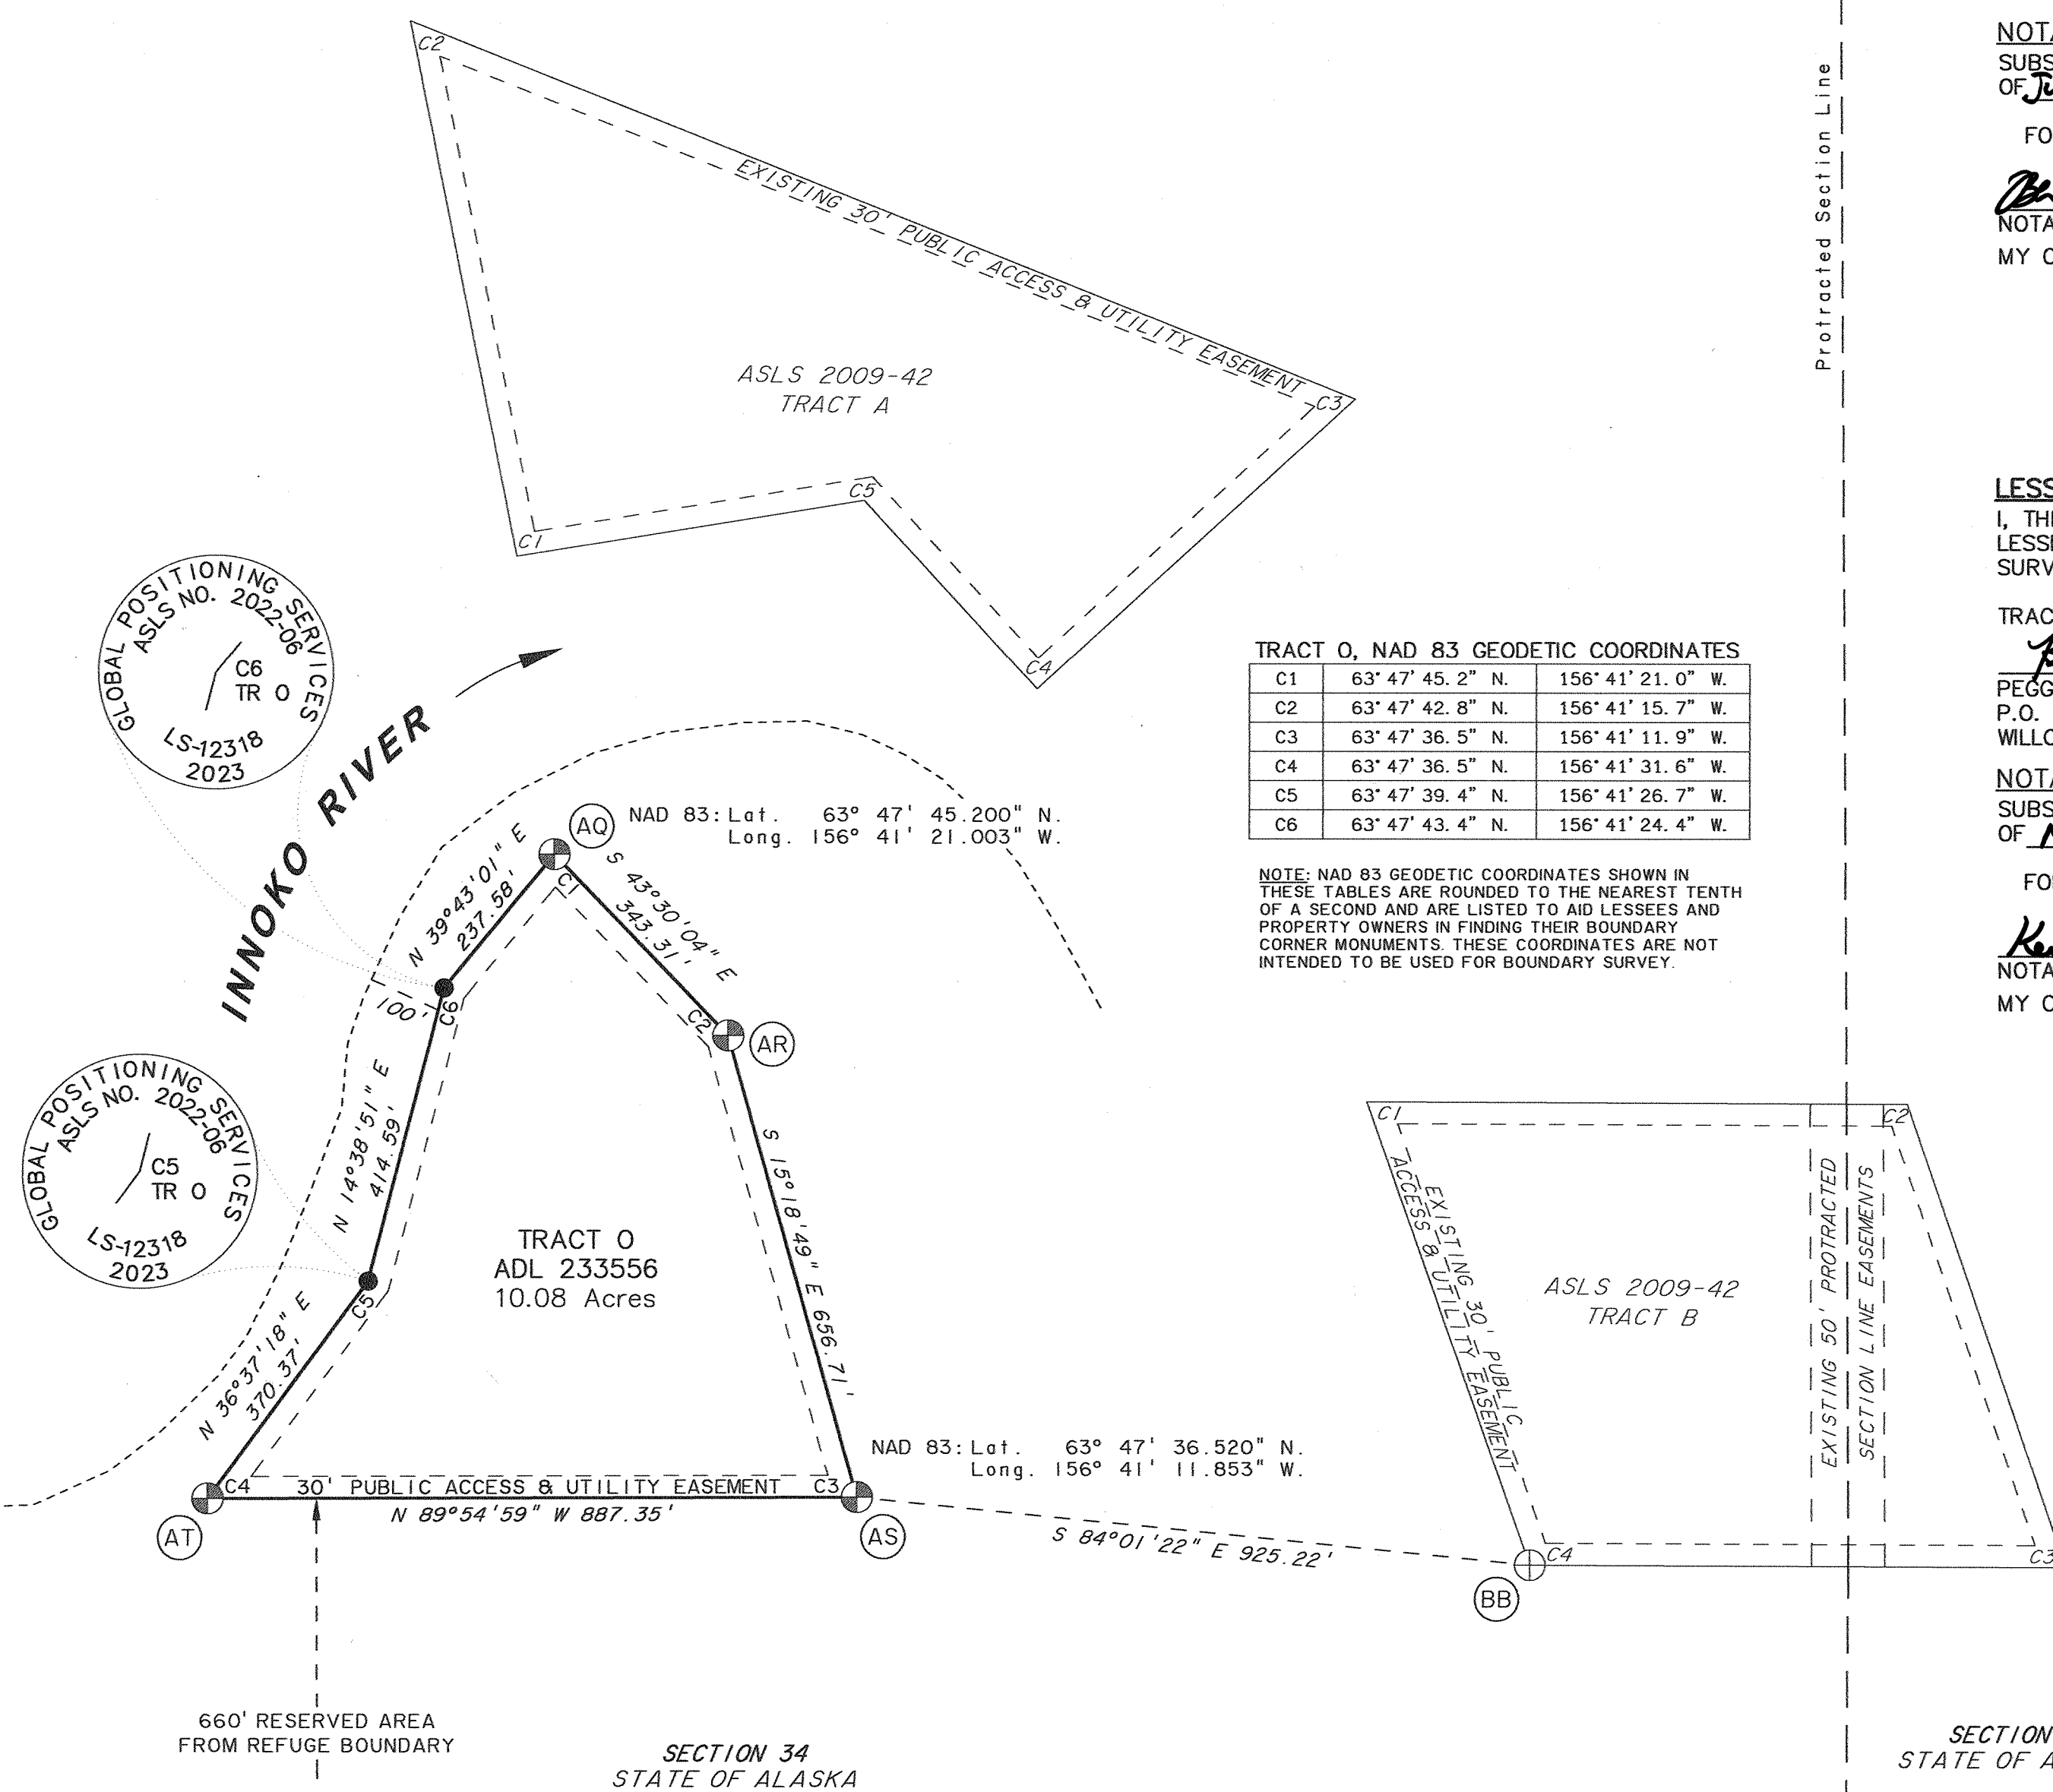 C2
EXISTING 30' PUBLIC ACCESS & UTILITY EASEMENT
C3
ASLS 2009-42
TRACT A
C5
C1
C4
Protracted Section Line
GLOBAL POSITIONING SERVICES
ASLS NO. 2022-06
C6
TR O
LS-12318
2023
INNOKO RIVER
TRACT O, NAD 83 GEODETIC COORDINATES
C1 63° 47' 45.2" N. 156° 41' 21.0" W.
C2 63° 47' 42.8" N. 156° 41' 15.7" W.
C3 63° 47' 36.5" N. 156° 41' 11.9" W.
C4 63° 47' 36.5" N. 156° 41' 31.6" W.
C5 63° 47' 39.4" N. 156° 41' 26.7" W.
C6 63° 47' 43.4" N. 156° 41' 24.4" W.
NOTE: NAD 83 GEODETIC COORDINATES SHOWN IN
THESE TABLES ARE ROUNDED TO THE NEAREST TENTH
OF A SECOND AND ARE LISTED TO AID LESSEES AND
PROPERTY OWNERS IN FINDING THEIR BOUNDARY
CORNER MONUMENTS. THESE COORDINATES ARE NOT
INTENDED TO BE USED FOR BOUNDARY SURVEY.
AQ
NAD 83: Lat. 63° 47' 45.200" N.
Long. 156° 41' 21.003" W.
N 39°43'01" E
237.58'
C1
S 43°30'04" E
343.31'
C2
AR
100'
C6
N 14°38'51" E
414.59'
S 15°18'49" E 656.71'
GLOBAL POSITIONING SERVICES
ASLS NO. 2022-06
C5
TR O
LS-12318
2023
TRACT O
ADL 233556
10.08 Acres
C5
N 36°37'18" E
370.37'
NAD 83: Lat. 63° 47' 36.520" N.
Long. 156° 41' 11.853" W.
C4
30' PUBLIC ACCESS & UTILITY EASEMENT
C3
N 89°54'59" W 887.35'
AT
AS
S 84°01'22" E 925.22'
C1
C2
EXISTING 30' PUBLIC
ACCESS & UTILITY EASEMENT
ASLS 2009-42
TRACT B
EXISTING 50' PROTRACTED
SECTION LINE EASEMENTS
C4
C3
BB
660' RESERVED AREA
FROM REFUGE BOUNDARY
SECTION 34
STATE OF ALASKA
SECTION
STATE OF A
NOTA
SUBS
OF
FO
NOTA
MY C
LESS
I, THE
LESSE
SURV
TRAC
PEGG
P.O.
WILLO
NOTA
SUBS
OF
FO
NOTA
MY C